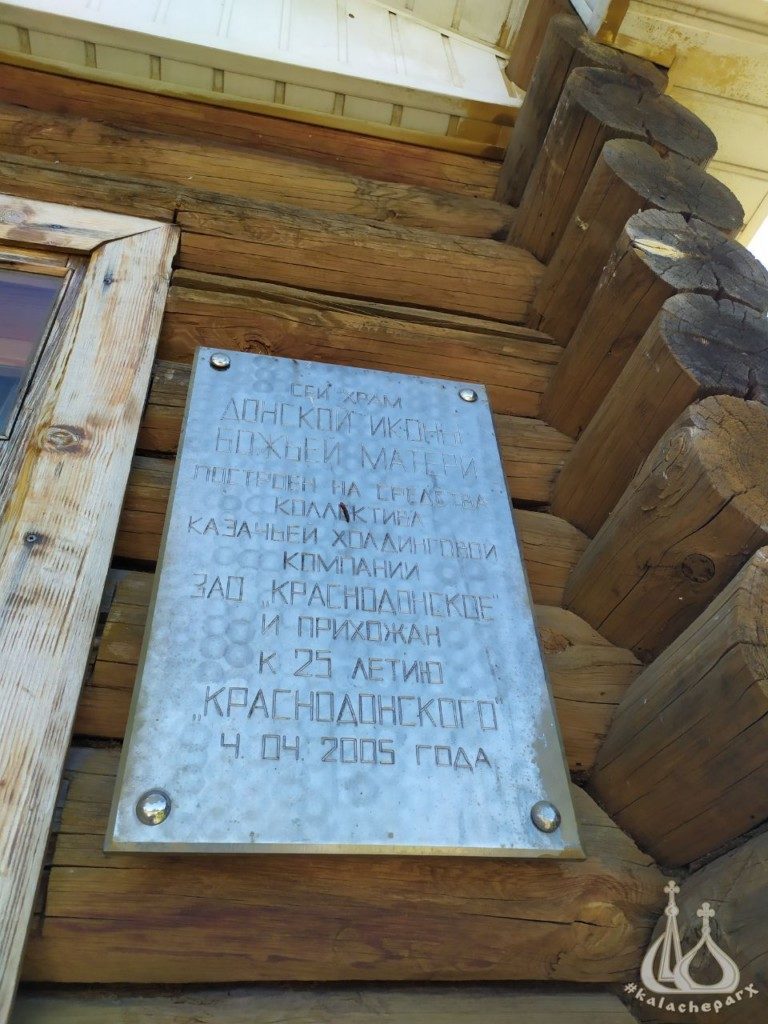 СЕЙ ХРАМ
ДОНСКОЙ ИКОНЫ
БОЖЬЕЙ МАТЕРИ
ПОСТРОЕН НА СРЕДСТВА
КОЛЛЕКТИВА
КАЗАЧЬЕЙ ХОЛДИНГОВОЙ
КОМПАНИИ
ЗАО „КРАСНОДОНСКОЕ"
И ПРИХОЖАН
К 25 ЛЕТИЮ
„КРАСНОДОНСКОГО"
4. 04. 2005 ГОДА
#kalacheparx